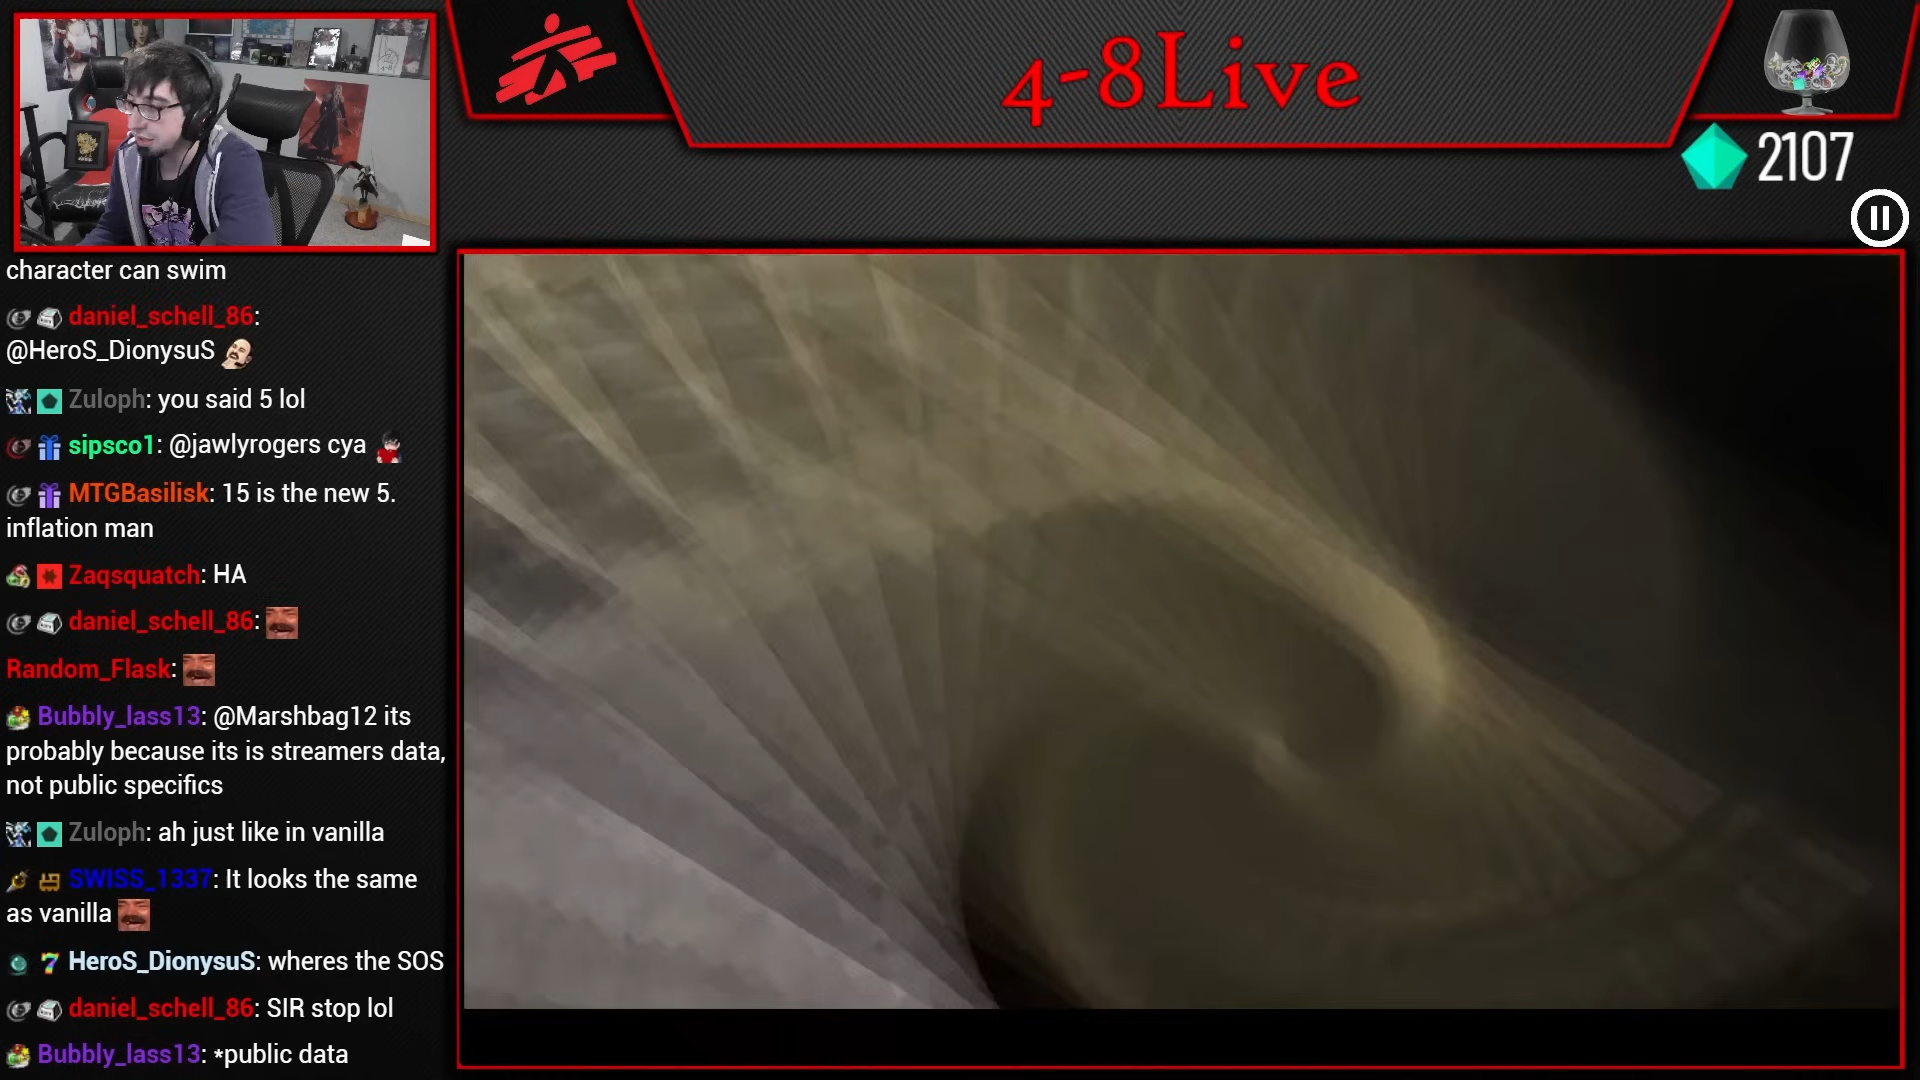 4-8Live
2107
character can swim
daniel_schell_86:
@HeroS_DionysuS
Zuloph: you said 5 lol
sipsco1: @jawlyrogers cya
MTGBasilisk: 15 is the new 5.
inflation man
Zaqsquatch: HA
daniel_schell_86:
Random_Flask:
Bubbly_lass13: @Marshbag12 its
probably because its is streamers data,
not public specifics
Zuloph: ah just like in vanilla
SWISS_1337: It looks the same
as vanilla
HeroS_DionysuS: wheres the SOS
daniel_schell_86: SIR stop lol
Bubbly_lass13: *public data